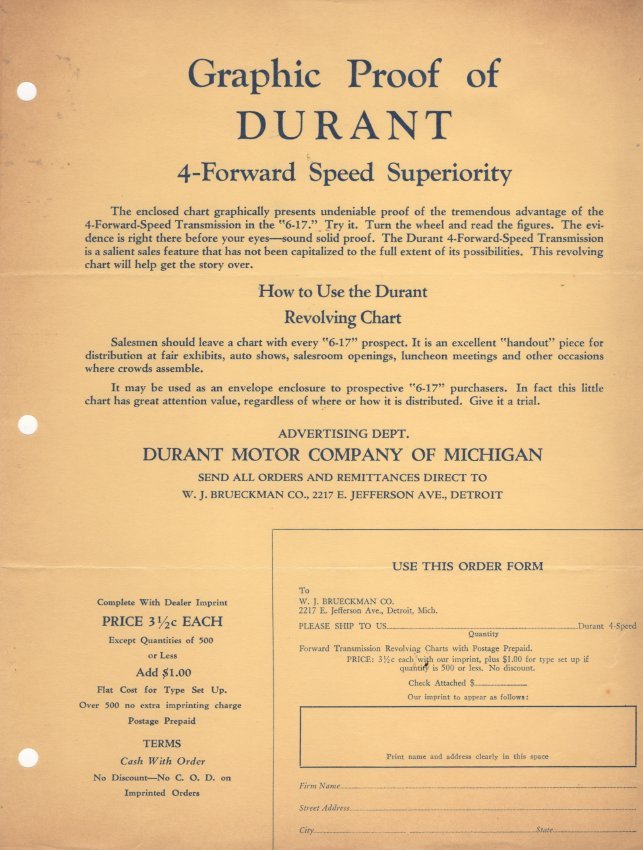 Graphic Proof of
DURANT
4-Forward Speed Superiority
The enclosed chart graphically presents undeniable proof of the tremendous advantage of the
4-Forward-Speed Transmission in the "6-17." Try it. Turn the wheel and read the figures. The evi-
dence is right there before your eyes—sound solid proof. The Durant 4-Forward-Speed Transmission
is a salient sales feature that has not been capitalized to the full extent of its possibilities. This revolving
chart will help get the story over.
How to Use the Durant
Revolving Chart
Salesmen should leave a chart with every "6-17" prospect. It is an excellent "handout" piece for
distribution at fair exhibits, auto shows, salesroom openings, luncheon meetings and other occasions
where crowds assemble.
It may be used as an envelope enclosure to prospective "6-17" purchasers. In fact this little
chart has great attention value, regardless of where or how it is distributed. Give it a trial.
ADVERTISING DEPT.
DURANT MOTOR COMPANY OF MICHIGAN
SEND ALL ORDERS AND REMITTANCES DIRECT TO
W. J. BRUECKMAN CO., 2217 E. JEFFERSON AVE., DETROIT
Complete With Dealer Imprint
PRICE 3½c EACH
Except Quantities of 500
or Less
Add $1.00
Flat Cost for Type Set Up.
Over 500 no extra imprinting charge
Postage Prepaid
TERMS
Cash With Order
No Discount—No C. O. D. on
Imprinted Orders
USE THIS ORDER FORM
To
W. J. BRUECKMAN CO.
2217 E. Jefferson Ave., Detroit, Mich.
PLEASE SHIP TO US Durant 4-Speed
Quantity
Forward Transmission Revolving Charts with Postage Prepaid.
PRICE: 3½c each with our imprint, plus $1.00 for type set up if
quantity is 500 or less. No discount.
Check Attached $
Our imprint to appear as follows:
Print name and address clearly in this space
Firm Name
Street Address
City State